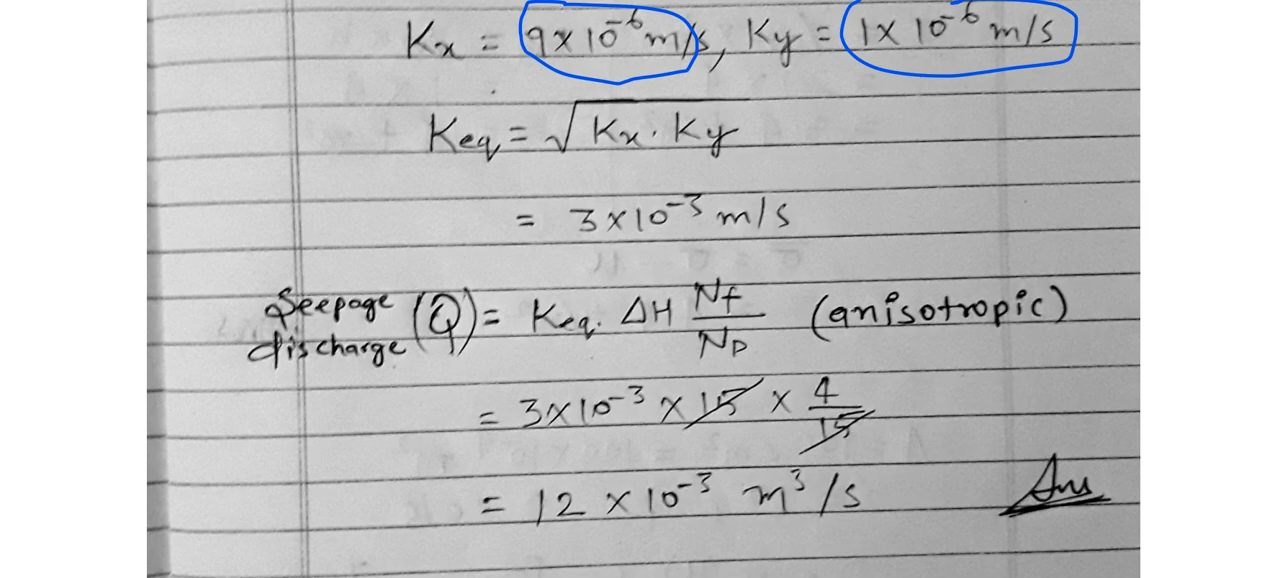 Kx = 9×10⁻⁶ m/s, Ky = 1×10⁻⁶ m/s
Keq = √Kx·Ky
= 3×10⁻³ m/s
Seepage discharge (Q) = Keq. ΔH Nf/ND (anisotropic)
= 3×10⁻³ × 15 × 4/15
= 12 × 10⁻³ m³/s Ans